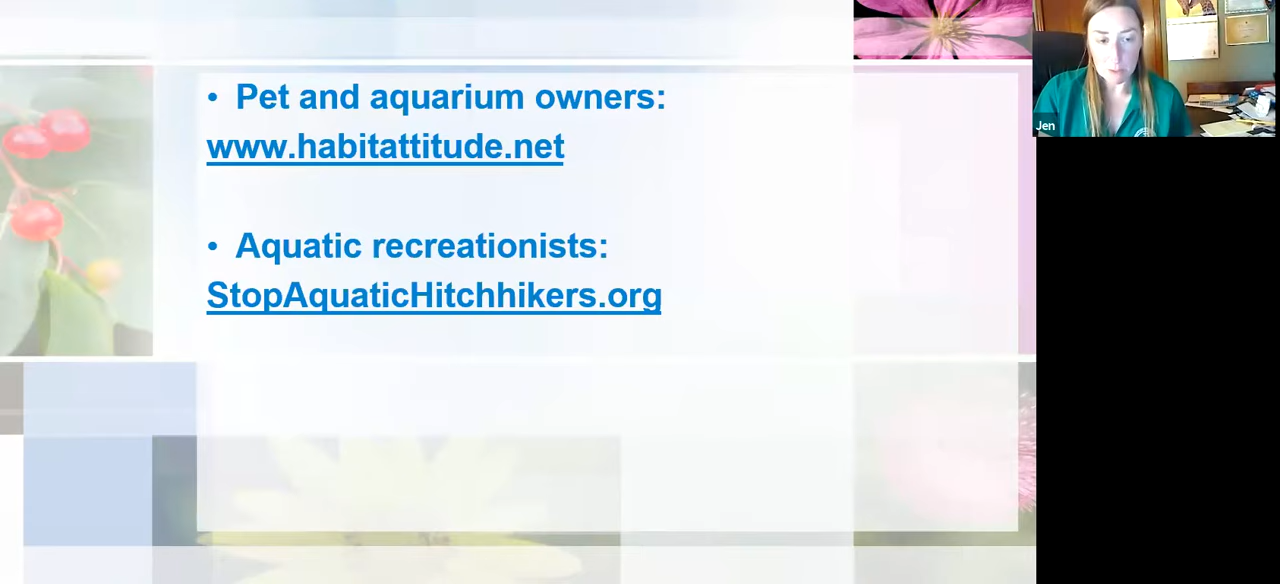 • Pet and aquarium owners:
www.habitattitude.net
• Aquatic recreationists:
StopAquaticHitchhikers.org
Jen